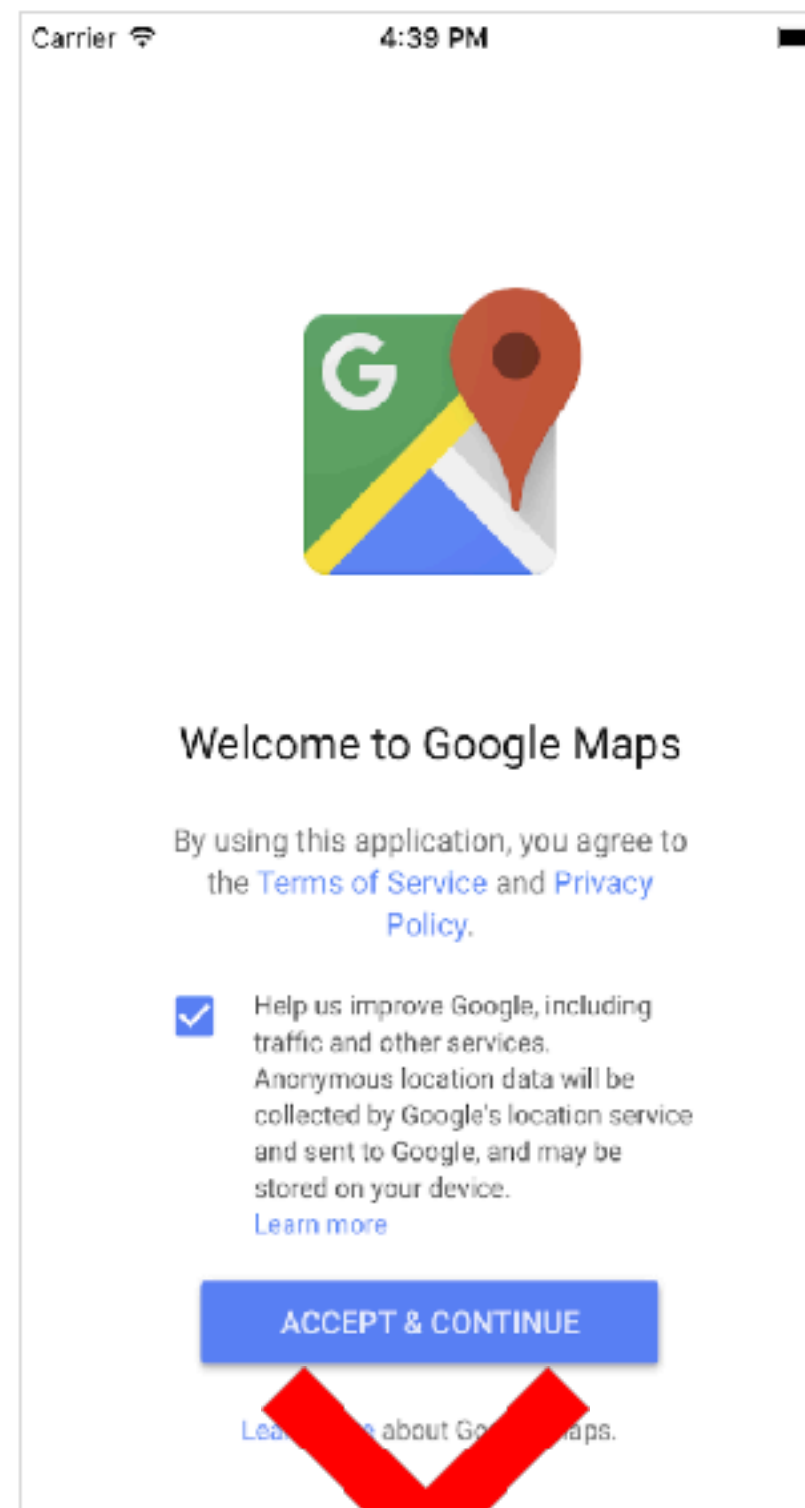 Carrier
4:39 PM
G
Welcome to Google Maps
By using this application, you agree to
the Terms of Service and Privacy
Policy.
Help us improve Google, including
traffic and other services.
Anonymous location data will be
collected by Google's location service
and sent to Google, and may be
stored on your device.
Learn more
ACCEPT & CONTINUE
about